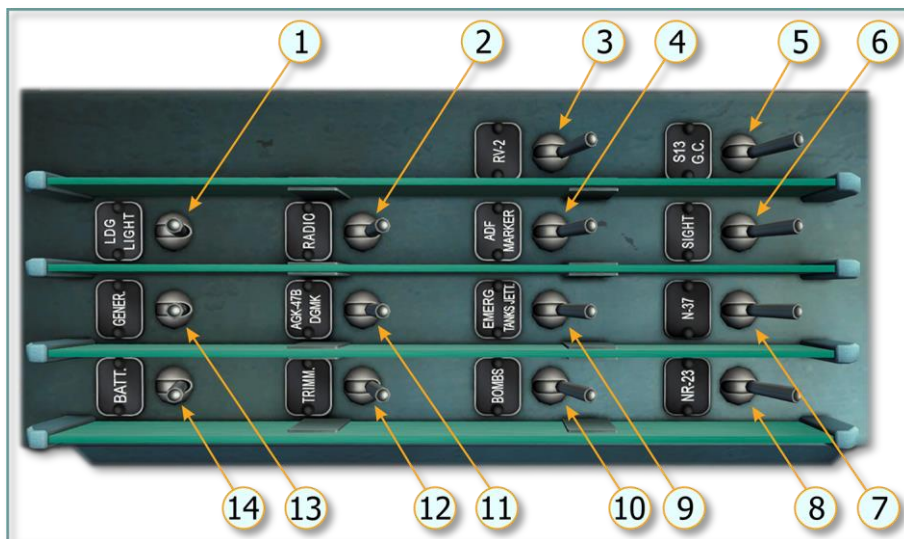 1 2 3 4 5 6
RV-2
S13
G.C.
LDG
LIGHT
RADIO
ADF
MARKER
SIGHT
GENER.
AGK-47B
DGMK
EMERG
TANKS JETT.
N-37
BATT.
TRIMM.
BOMBS
NR-23
14 13 12 11 10 9 8 7